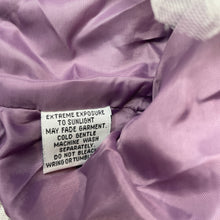 EXTREME EXPOSURE
TO SUNLIGHT
MAY FADE GARMENT.
COLD GENTLE
MACHINE WASH
SEPARATELY.
DO NOT BLEACH
WRING OR TUMBLE